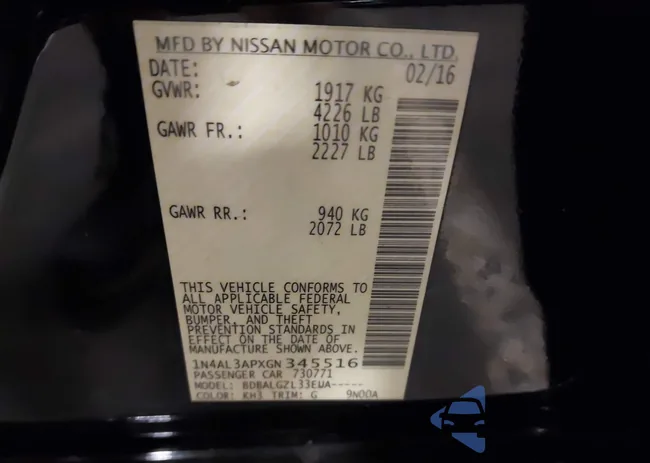 MFD BY NISSAN MOTOR CO., LTD.
DATE: 02/16
GVWR: 1917 KG
4226 LB
GAWR FR.: 1010 KG
2227 LB
GAWR RR.: 940 KG
2072 LB
THIS VEHICLE CONFORMS TO
ALL APPLICABLE FEDERAL
MOTOR VEHICLE SAFETY,
BUMPER, AND THEFT
PREVENTION STANDARDS IN
EFFECT ON THE DATE OF
MANUFACTURE SHOWN ABOVE.
1N4AL3APXGN 345516
PASSENGER CAR 730771
MODEL: BDBALGZL33EUA-----
COLOR: KH3 TRIM: G 9N00A